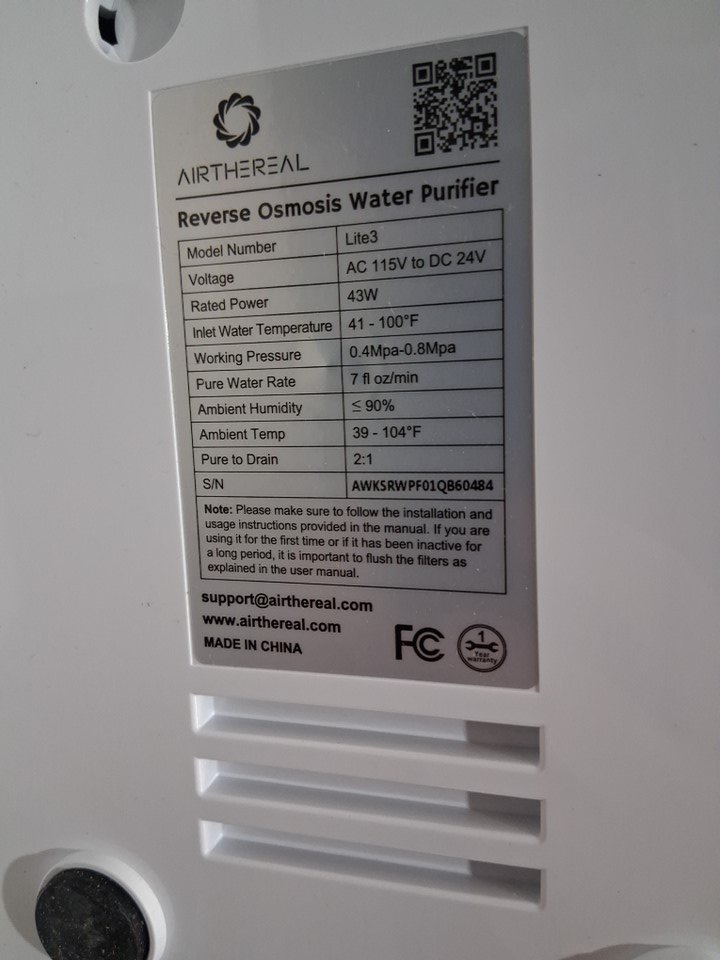 AIRTHEREAL
Reverse Osmosis Water Purifier
Model Number Lite3
Voltage AC 115V to DC 24V
Rated Power 43W
Inlet Water Temperature 41 - 100°F
Working Pressure 0.4Mpa-0.8Mpa
Pure Water Rate 7 fl oz/min
Ambient Humidity ≤ 90%
Ambient Temp 39 - 104°F
Pure to Drain 2:1
S/N AWKSRWPF01QB60484
Note: Please make sure to follow the installation and
usage instructions provided in the manual. If you are
using it for the first time or if it has been inactive for
a long period, it is important to flush the filters as
explained in the user manual.
support@airthereal.com
www.airthereal.com
MADE IN CHINA
FC
1
Year
warranty